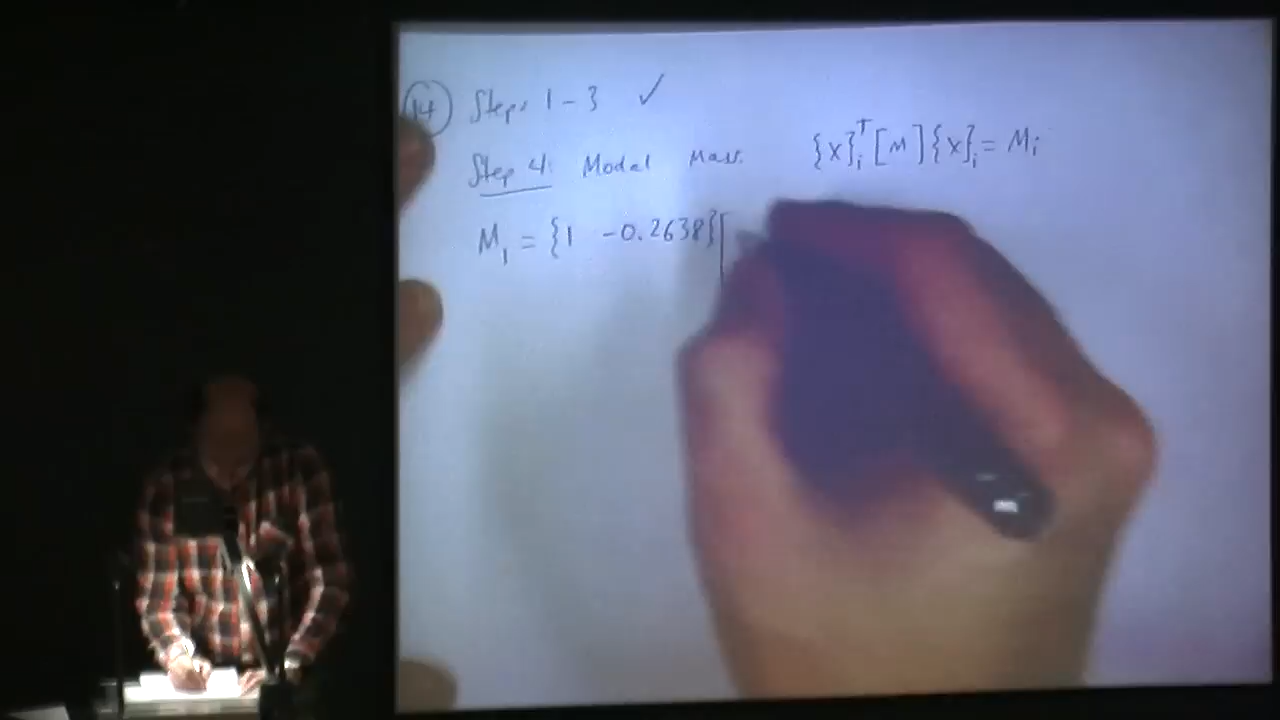 14 Steps 1 - 3 ✓
Step 4: Modal Mass. {x}ᵢᵀ[M]{x}ᵢ = Mᵢ
M₁ = {1 -0.2638}[